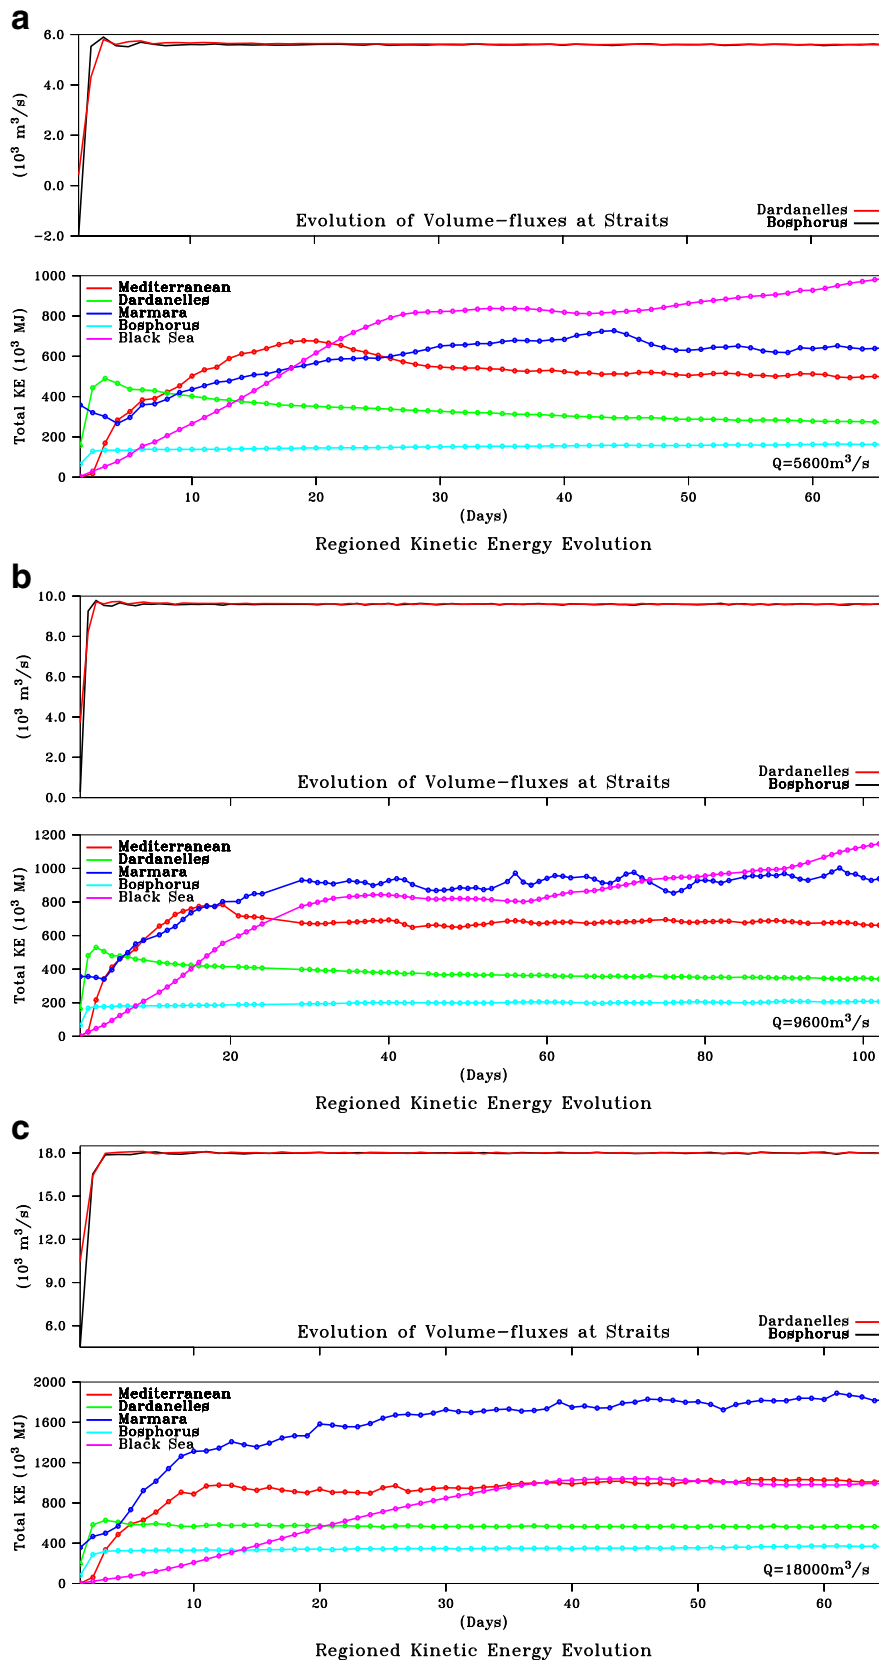 a
6.0
4.0
2.0
0.0
−2.0
(10³ m³/s)
Evolution of Volume−fluxes at Straits
Dardanelles
Bosphorus
1000
800
600
400
200
0
Total KE (10³ MJ)
Mediterranean
Dardanelles
Marmara
Bosphorus
Black Sea
Q=5600m³/s
10 20 30 40 50 60
(Days)
Regioned Kinetic Energy Evolution
b
10.0
8.0
6.0
4.0
2.0
0.0
(10³ m³/s)
Evolution of Volume−fluxes at Straits
Dardanelles
Bosphorus
1200
1000
800
600
400
200
0
Total KE (10³ MJ)
Mediterranean
Dardanelles
Marmara
Bosphorus
Black Sea
Q=9600m³/s
20 40 60 80 100
(Days)
Regioned Kinetic Energy Evolution
c
18.0
15.0
12.0
9.0
6.0
(10³ m³/s)
Evolution of Volume−fluxes at Straits
Dardanelles
Bosphorus
2000
1600
1200
800
400
0
Total KE (10³ MJ)
Mediterranean
Dardanelles
Marmara
Bosphorus
Black Sea
Q=18000m³/s
10 20 30 40 50 60
(Days)
Regioned Kinetic Energy Evolution